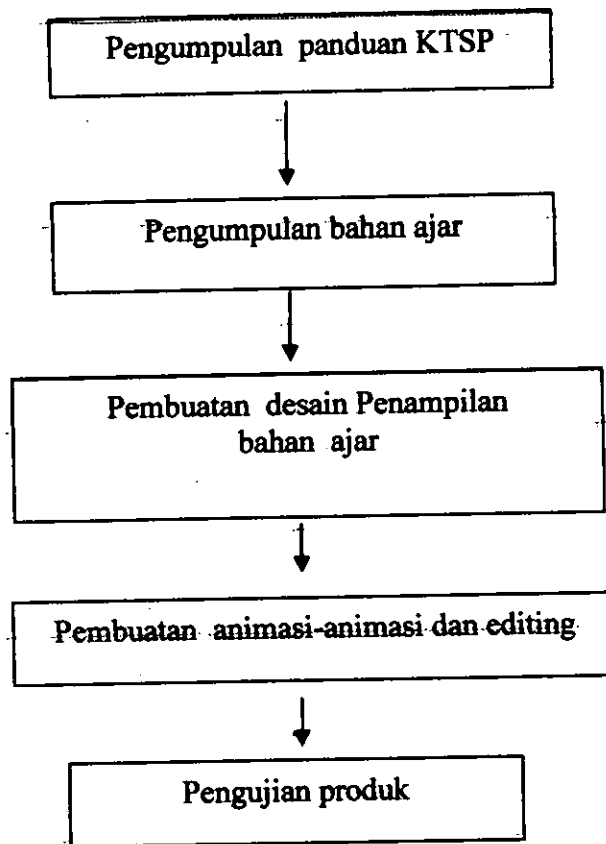 Pengumpulan panduan KTSP
Pengumpulan bahan ajar
Pembuatan desain Penampilan
bahan ajar
Pembuatan animasi-animasi dan editing
Pengujian produk